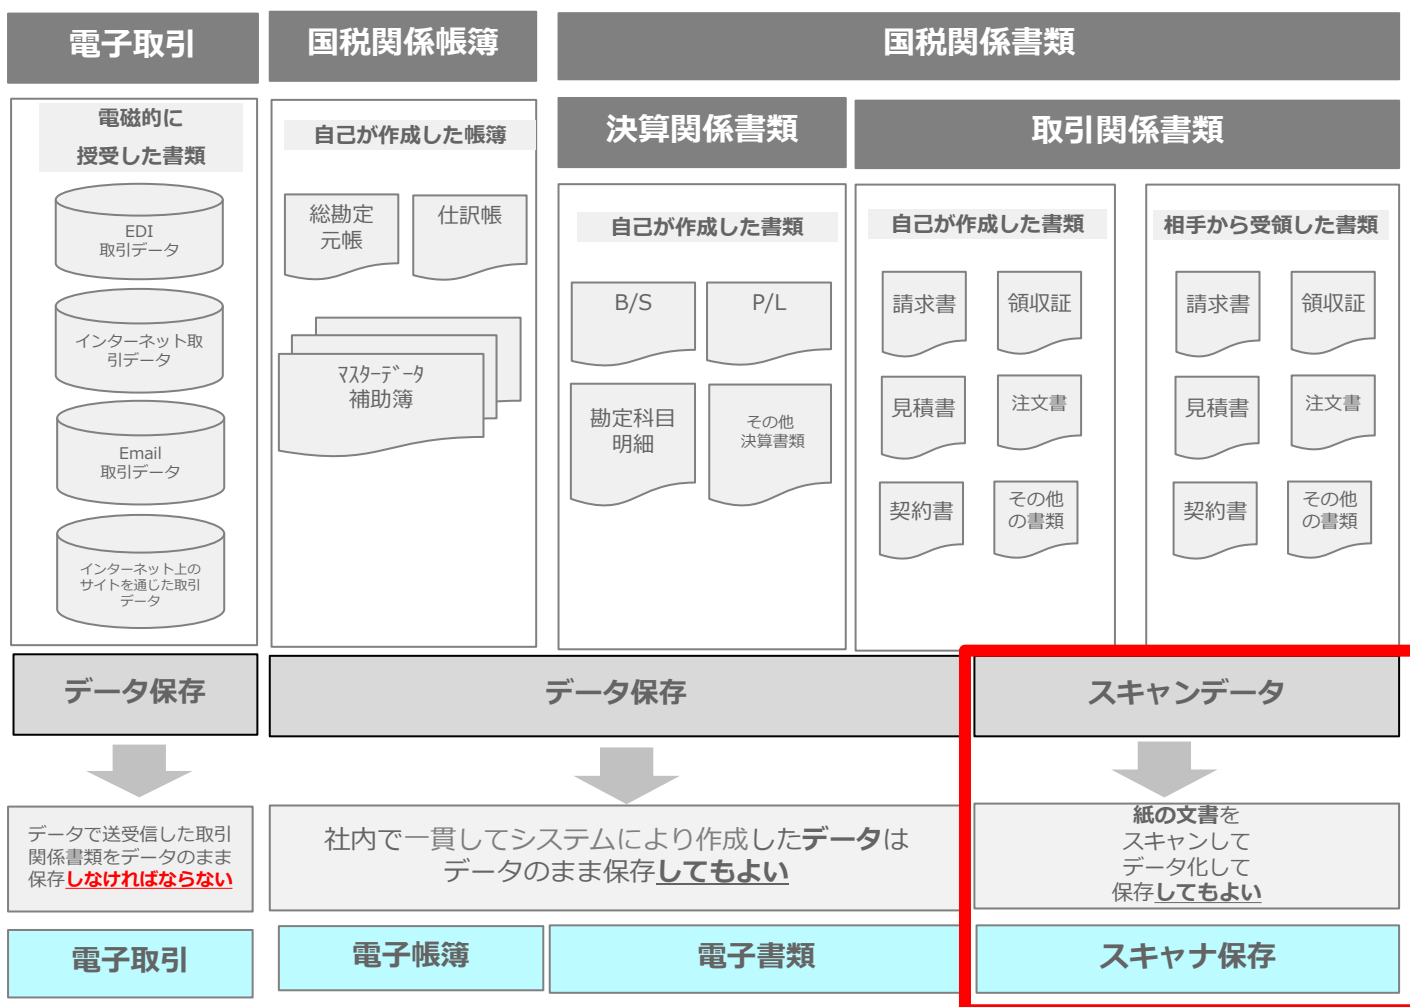 電子取引
国税関係帳簿
国税関係書類
電磁的に
授受した書類
EDI
取引データ
インターネット取
引データ
Email
取引データ
インターネット上の
サイトを通じた取引
データ
自己が作成した帳簿
総勘定
元帳
仕訳帳
ﾏｽﾀｰﾃﾞｰﾀ
補助簿
決算関係書類
取引関係書類
自己が作成した書類
B/S
P/L
勘定科目
明細
その他
決算書類
自己が作成した書類
請求書
領収証
見積書
注文書
契約書
その他
の書類
相手から受領した書類
請求書
領収証
見積書
注文書
契約書
その他
の書類
データ保存
データ保存
スキャンデータ
データで送受信した取引
関係書類をデータのまま
保存しなければならない
社内で一貫してシステムにより作成したデータは
データのまま保存してもよい
紙の文書を
スキャンして
データ化して
保存してもよい
電子取引
電子帳簿
電子書類
スキャナ保存